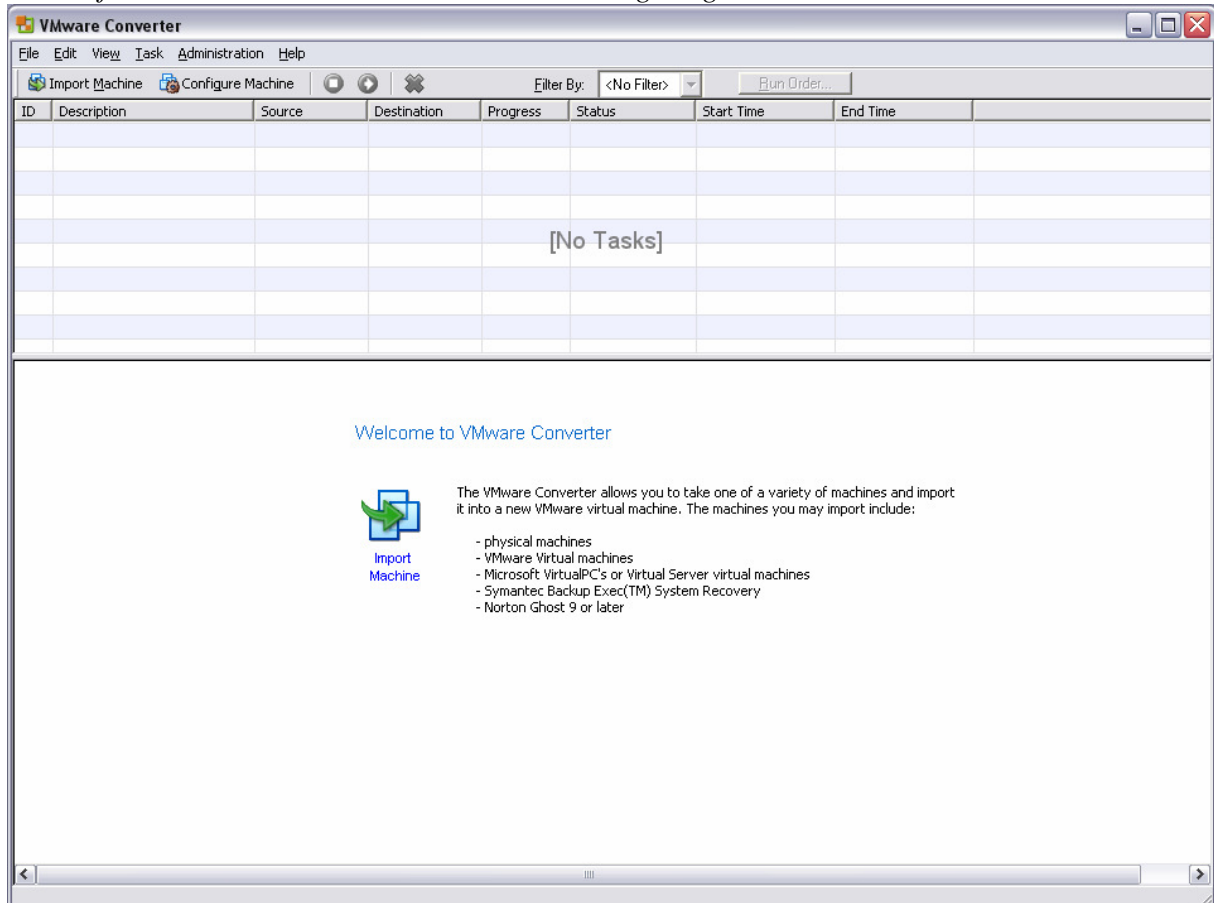 VMware Converter
File Edit View Task Administration Help
Import Machine Configure Machine Filter By: <No Filter> Run Order...
ID Description Source Destination Progress Status Start Time End Time
[No Tasks]
Welcome to VMware Converter
The VMware Converter allows you to take one of a variety of machines and import
it into a new VMware virtual machine. The machines you may import include:
- physical machines
- VMware Virtual machines
- Microsoft VirtualPC's or Virtual Server virtual machines
- Symantec Backup Exec(TM) System Recovery
- Norton Ghost 9 or later
Import
Machine